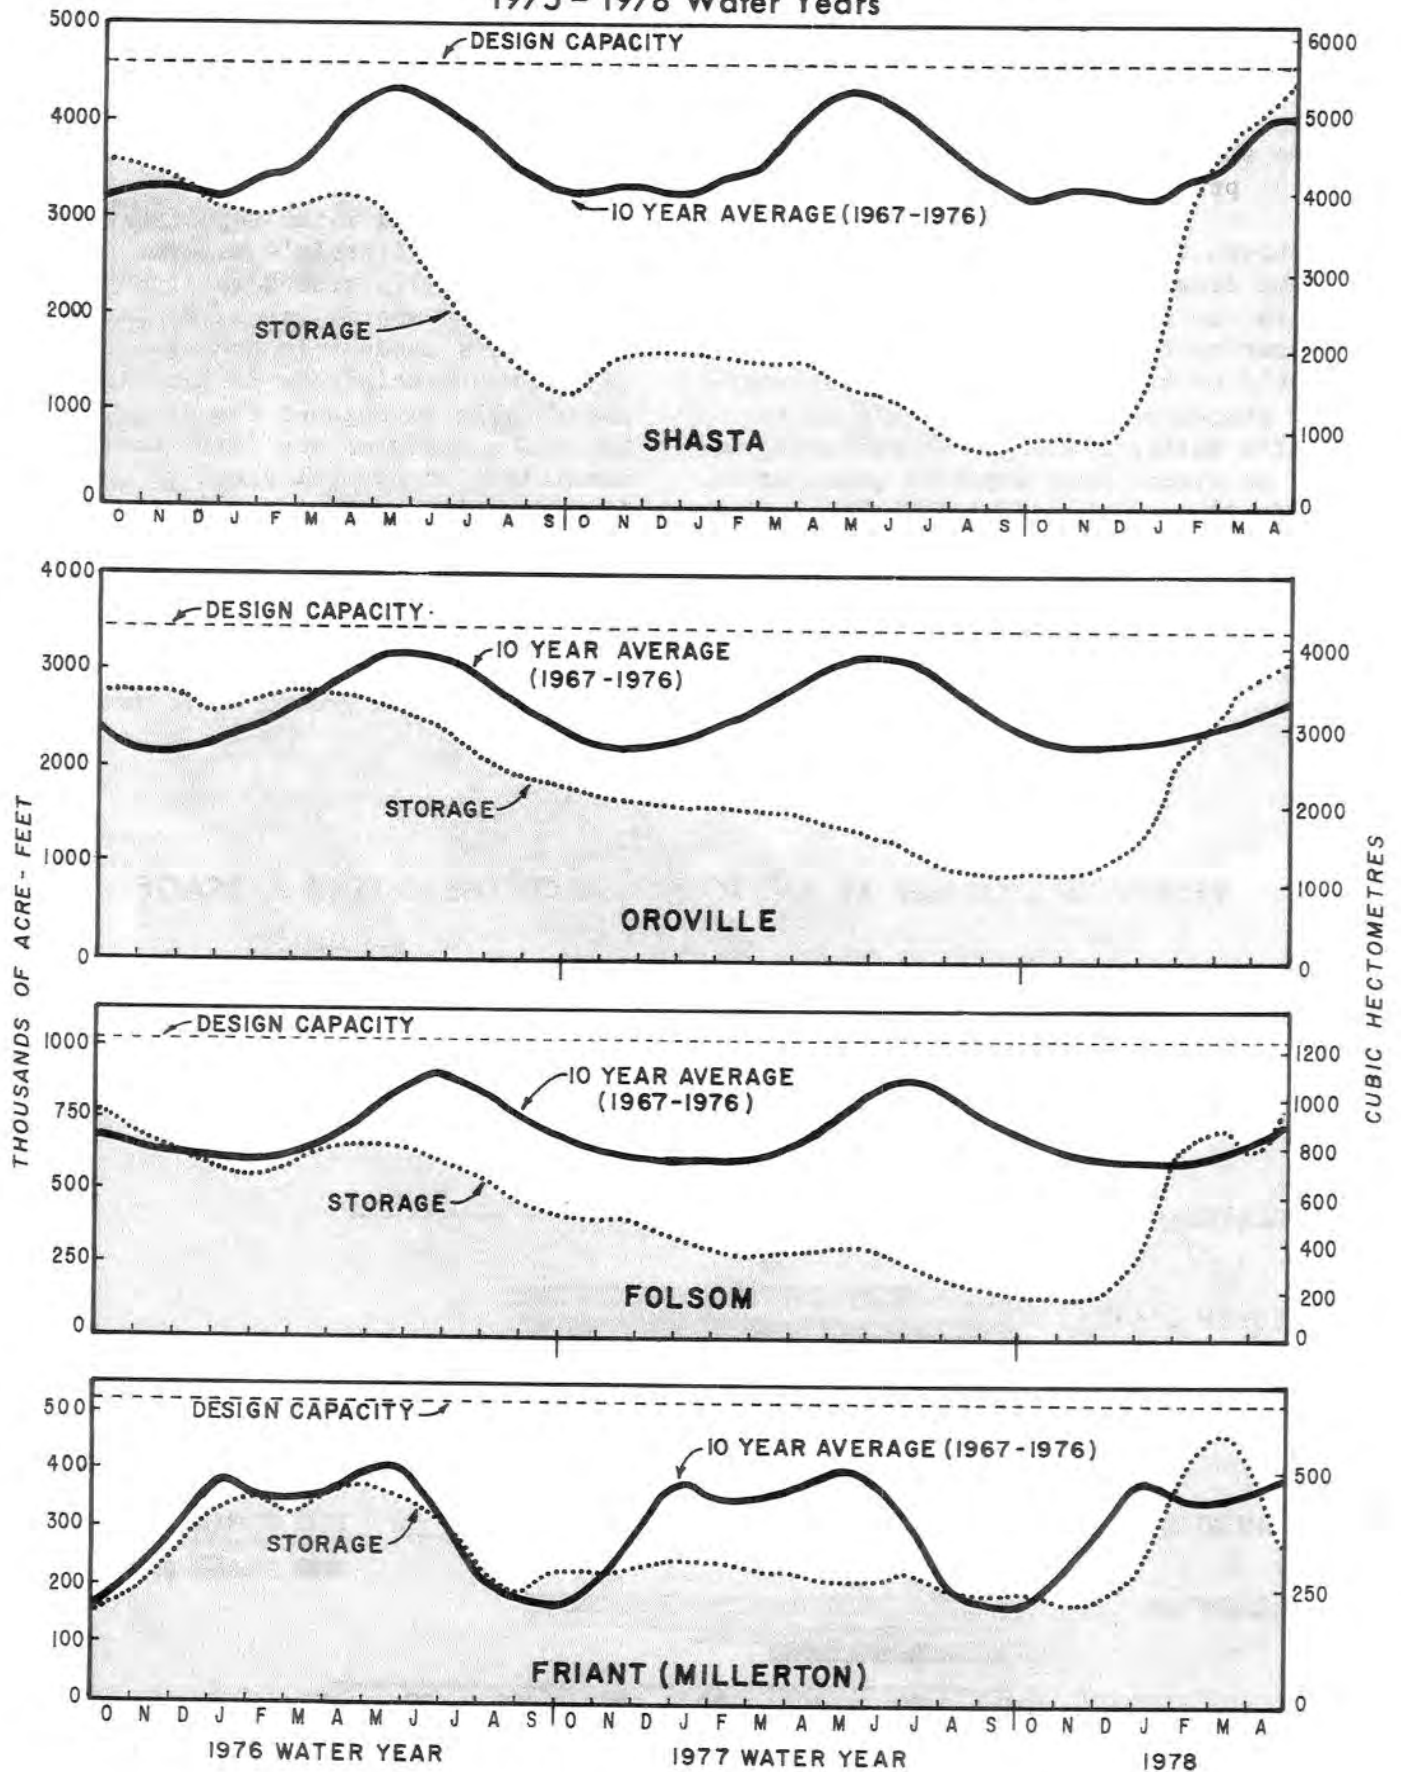 1975 – 1978 Water Years
5000
4000
3000
2000
1000
0
6000
5000
4000
3000
2000
1000
0
DESIGN CAPACITY
10 YEAR AVERAGE (1967-1976)
STORAGE
SHASTA
O N D J F M A M J J A S O N D J F M A M J J A S O N D J F M A
4000
3000
2000
1000
0
4000
3000
2000
1000
0
DESIGN CAPACITY
10 YEAR AVERAGE
(1967-1976)
STORAGE
OROVILLE
THOUSANDS OF ACRE-FEET
CUBIC HECTOMETRES
1000
750
500
250
0
1200
1000
800
600
400
200
0
DESIGN CAPACITY
10 YEAR AVERAGE
(1967-1976)
STORAGE
FOLSOM
500
400
300
200
100
0
500
250
0
DESIGN CAPACITY
10 YEAR AVERAGE (1967-1976)
STORAGE
FRIANT (MILLERTON)
O N D J F M A M J J A S O N D J F M A M J J A S O N D J F M A
1976 WATER YEAR
1977 WATER YEAR
1978